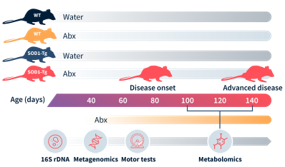 WT Water
WT Abx
SOD1-Tg Water
SOD1-Tg Abx
Disease onset Advanced disease
Age (days) 40 60 80 100 120 140
Abx
16S rDNA Metagenomics Motor tests Metabolomics